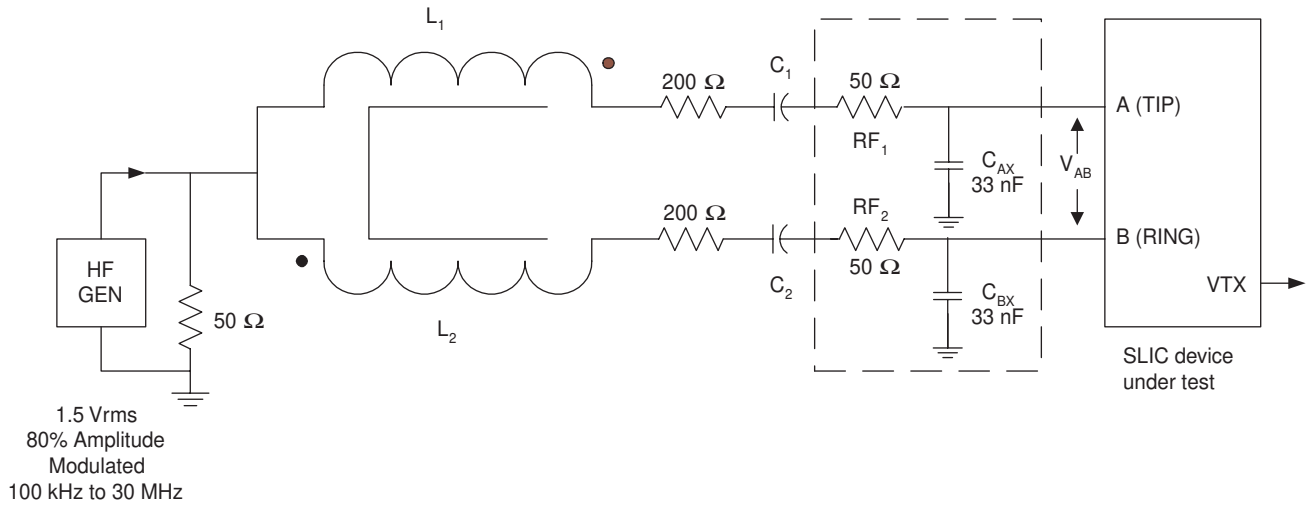 L1
200 Ω
C1
50 Ω
RF1
A (TIP)
CAX
33 nF
VAB
HF
GEN
50 Ω
200 Ω
C2
RF2
50 Ω
B (RING)
CBX
33 nF
VTX
L2
SLIC device
under test
1.5 Vrms
80% Amplitude
Modulated
100 kHz to 30 MHz